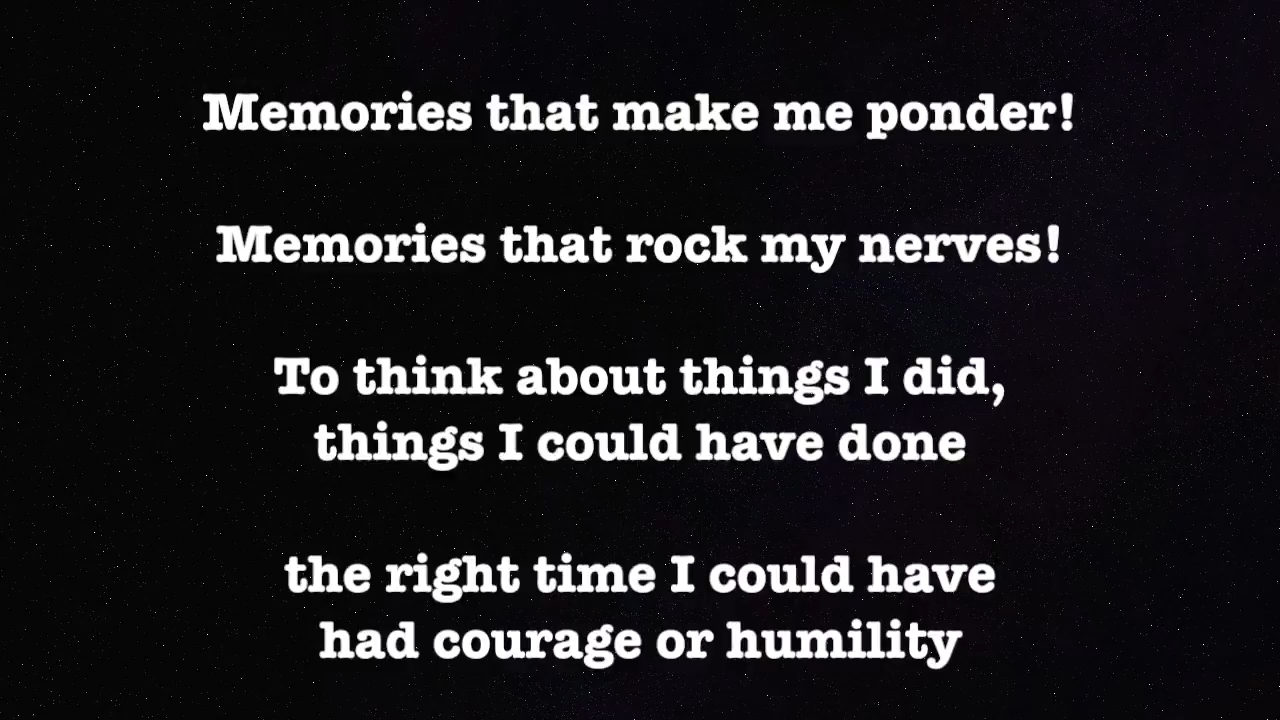 Memories that make me ponder!
Memories that rock my nerves!
To think about things I did,
things I could have done
the right time I could have
had courage or humility